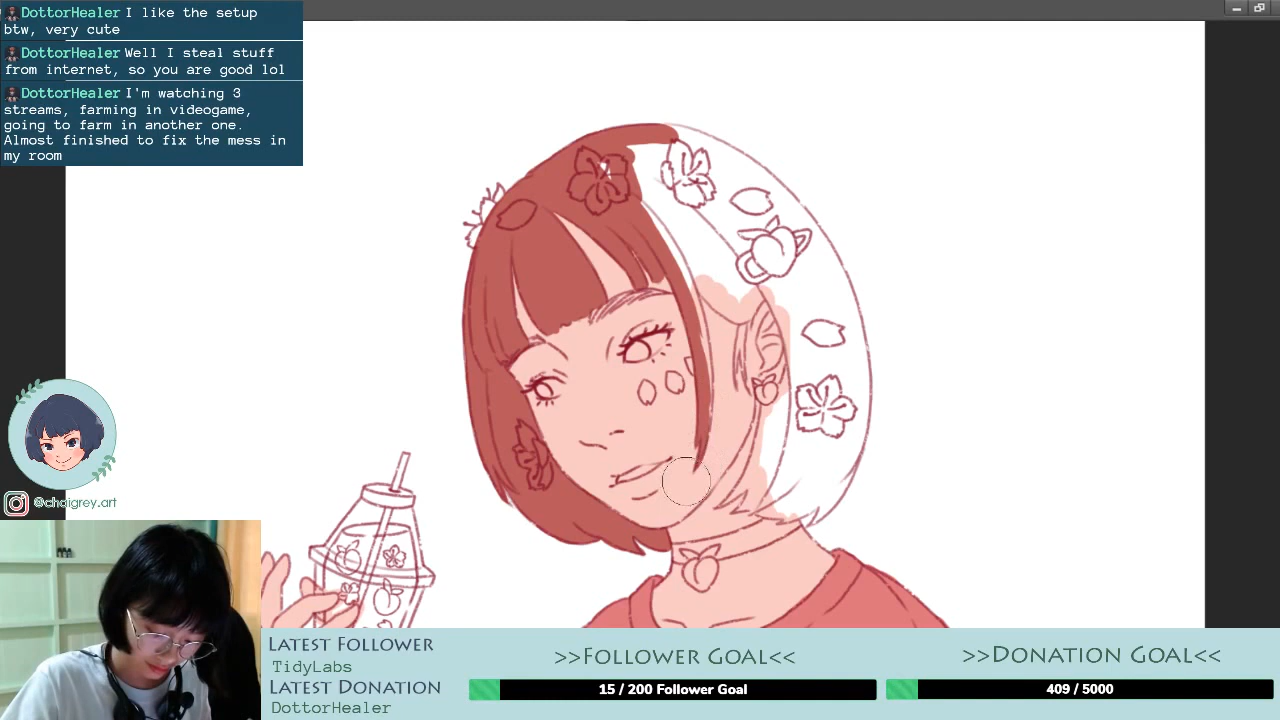 DottorHealer I like the setup
btw, very cute
DottorHealer Well I steal stuff
from internet, so you are good lol
DottorHealer I'm watching 3
streams, farming in videogame,
going to farm in another one.
Almost finished to fix the mess in
my room
@chaigrey.art
LATEST FOLLOWER
TidyLabs
LATEST DONATION
DottorHealer
>>FOLLOWER GOAL<<
15 / 200 Follower Goal
>>DONATION GOAL<<
409 / 5000